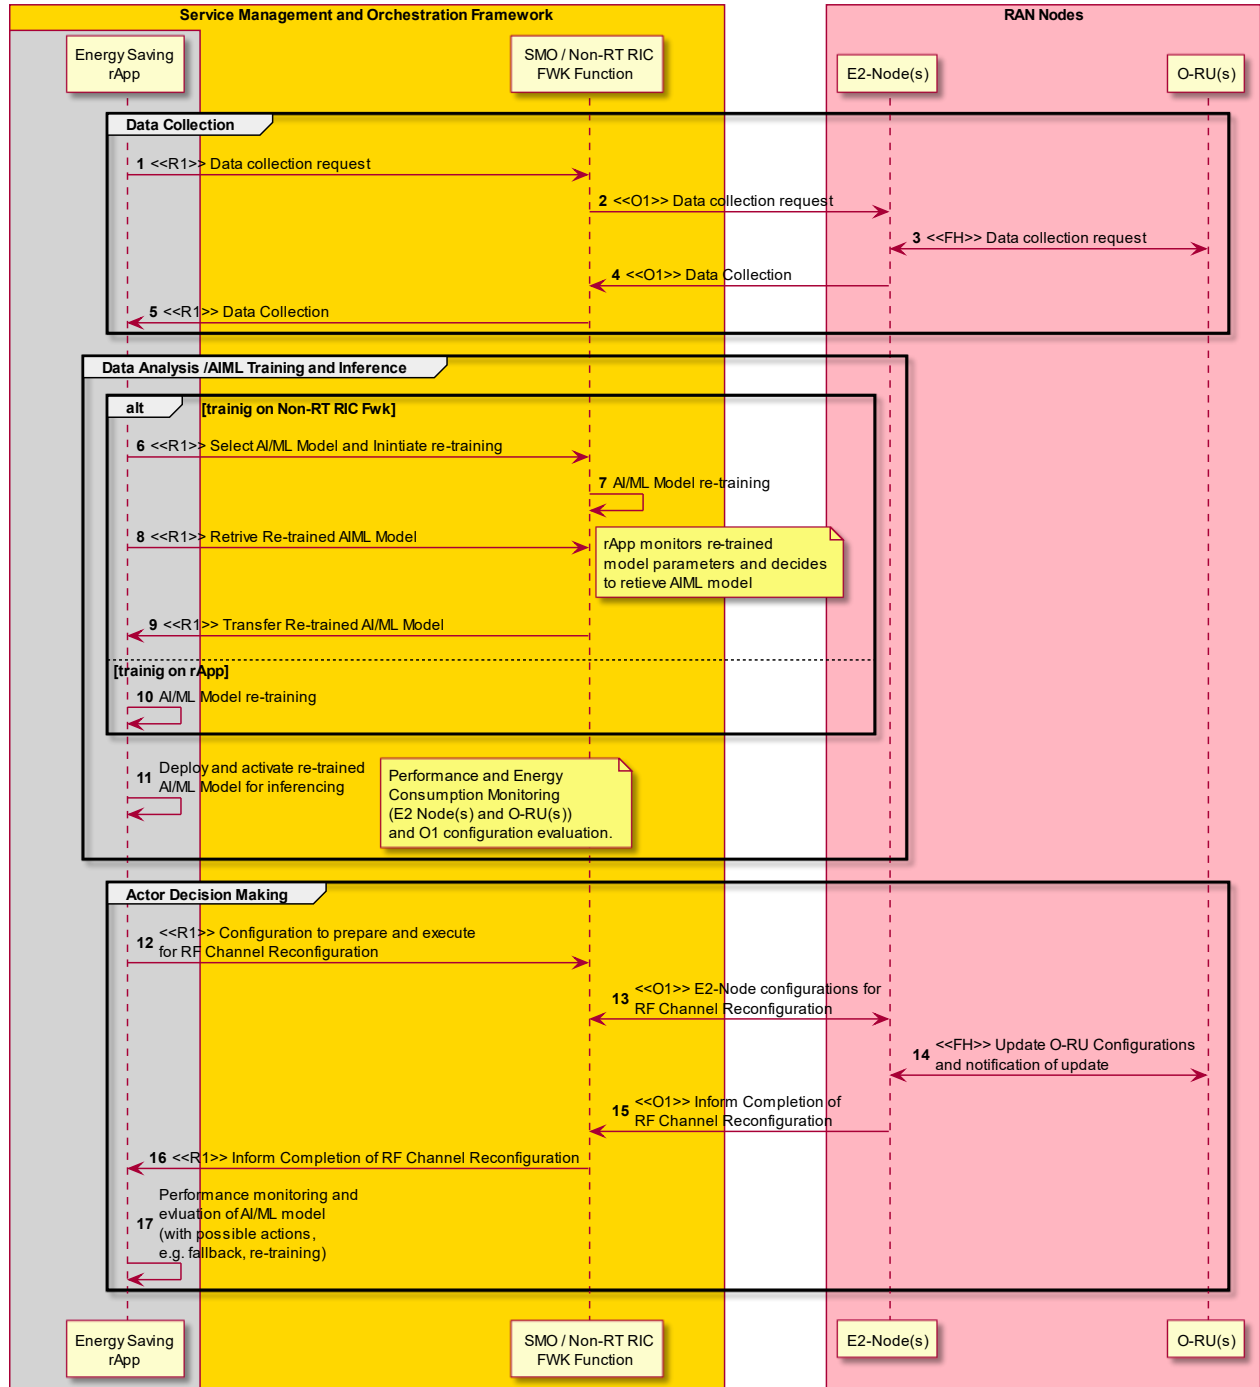 Service Management and Orchestration Framework
RAN Nodes
Energy Saving
rApp
SMO / Non-RT RIC
FWK Function
E2-Node(s)
O-RU(s)
Data Collection
1 <<R1>> Data collection request
2 <<O1>> Data collection request
3 <<FH>> Data collection request
4 <<O1>> Data Collection
5 <<R1>> Data Collection
Data Analysis /AIML Training and Inference
alt [trainig on Non-RT RIC Fwk]
6 <<R1>> Select AI/ML Model and Inintiate re-training
7 AI/ML Model re-training
8 <<R1>> Retrive Re-trained AIML Model
rApp monitors re-trained
model parameters and decides
to retieve AIML model
9 <<R1>> Transfer Re-trained AI/ML Model
[trainig on rApp]
10 AI/ML Model re-training
11 Deploy and activate re-trained
AI/ML Model for inferencing
Performance and Energy
Consumption Monitoring
(E2 Node(s) and O-RU(s))
and O1 configuration evaluation.
Actor Decision Making
12 <<R1>> Configuration to prepare and execute
for RF Channel Reconfiguration
13 <<O1>> E2-Node configurations for
RF Channel Reconfiguration
14 <<FH>> Update O-RU Configurations
and notification of update
15 <<O1>> Inform Completion of
RF Channel Reconfiguration
16 <<R1>> Inform Completion of RF Channel Reconfiguration
17 Performance monitoring and
evluation of AI/ML model
(with possible actions,
e.g. fallback, re-training)
Energy Saving
rApp
SMO / Non-RT RIC
FWK Function
E2-Node(s)
O-RU(s)